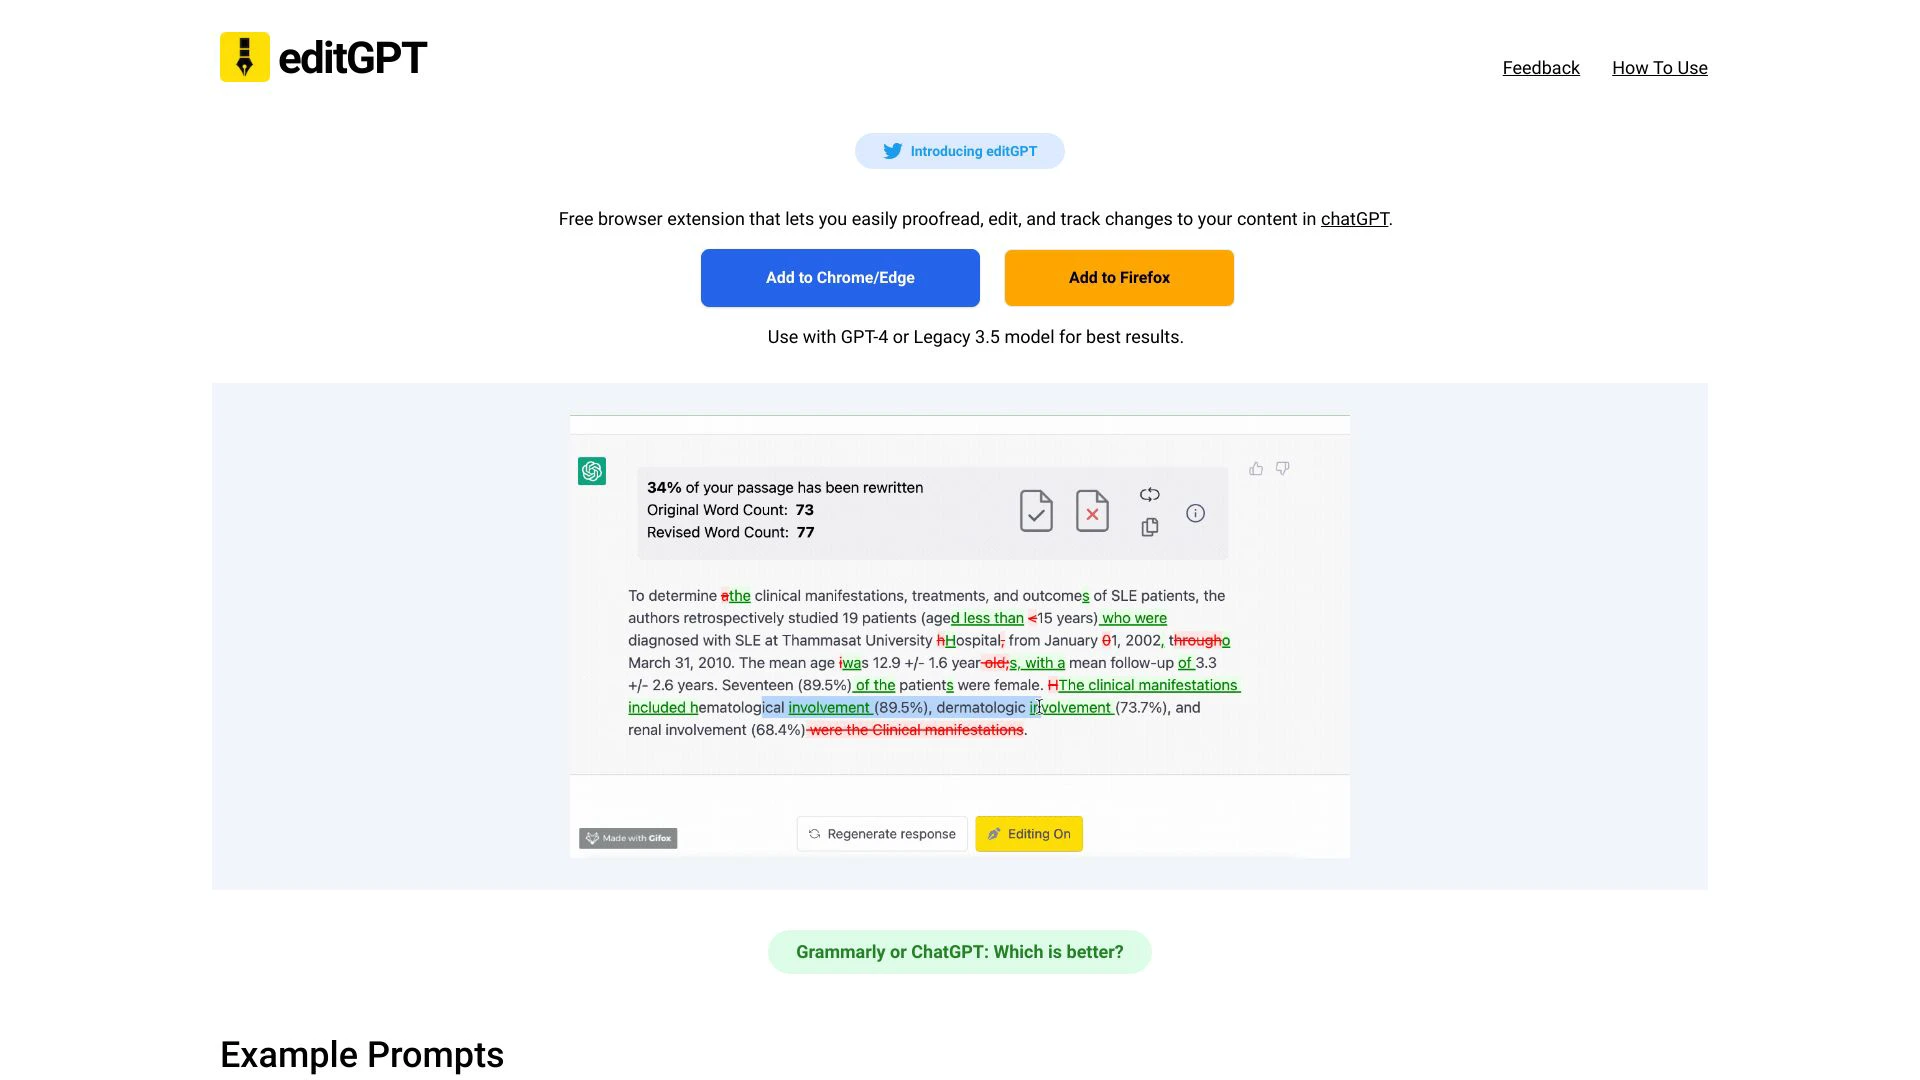 editGPT
Feedback How To Use
Introducing editGPT
Free browser extension that lets you easily proofread, edit, and track changes to your content in chatGPT.
Add to Chrome/Edge Add to Firefox
Use with GPT-4 or Legacy 3.5 model for best results.
34% of your passage has been rewritten
Original Word Count: 73
Revised Word Count: 77
To determine athe clinical manifestations, treatments, and outcomes of SLE patients, the
authors retrospectively studied 19 patients (aged less than <15 years) who were
diagnosed with SLE at Thammasat University hHospital, from January 01, 2002, througho
March 31, 2010. The mean age iwas 12.9 +/- 1.6 year old;s, with a mean follow-up of 3.3
+/- 2.6 years. Seventeen (89.5%) of the patients were female. HThe clinical manifestations
included hematological involvement (89.5%), dermatologic involvement (73.7%), and
renal involvement (68.4%) were the Clinical manifestations.
Regenerate response Editing On
Made with Gifox
Grammarly or ChatGPT: Which is better?
Example Prompts